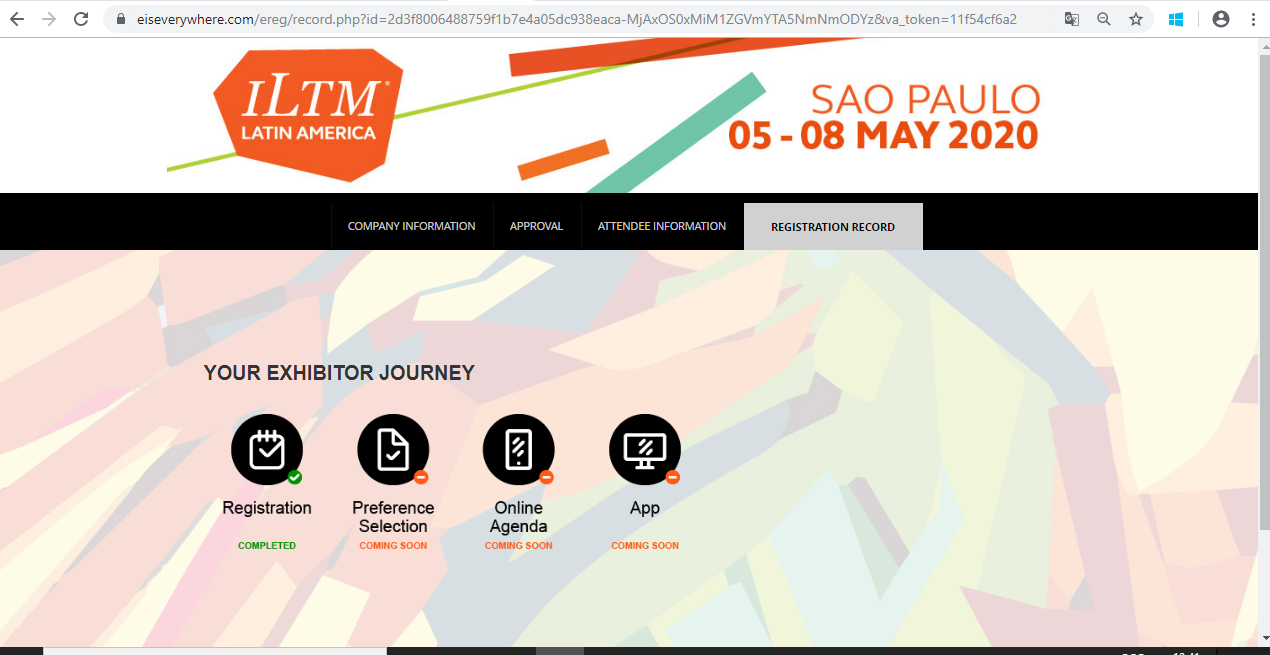 eiseverywhere.com/ereg/record.php?id=2d3f8006488759f1b7e4a05dc938eaca-MjAxOS0xMiM1ZGVmYTA5NmNmODYz&va_token=11f54cf6a2
ILTM®
LATIN AMERICA
SAO PAULO
05 - 08 MAY 2020
COMPANY INFORMATION
APPROVAL
ATTENDEE INFORMATION
REGISTRATION RECORD
YOUR EXHIBITOR JOURNEY
Registration
COMPLETED
Preference
Selection
COMING SOON
Online
Agenda
COMING SOON
App
COMING SOON